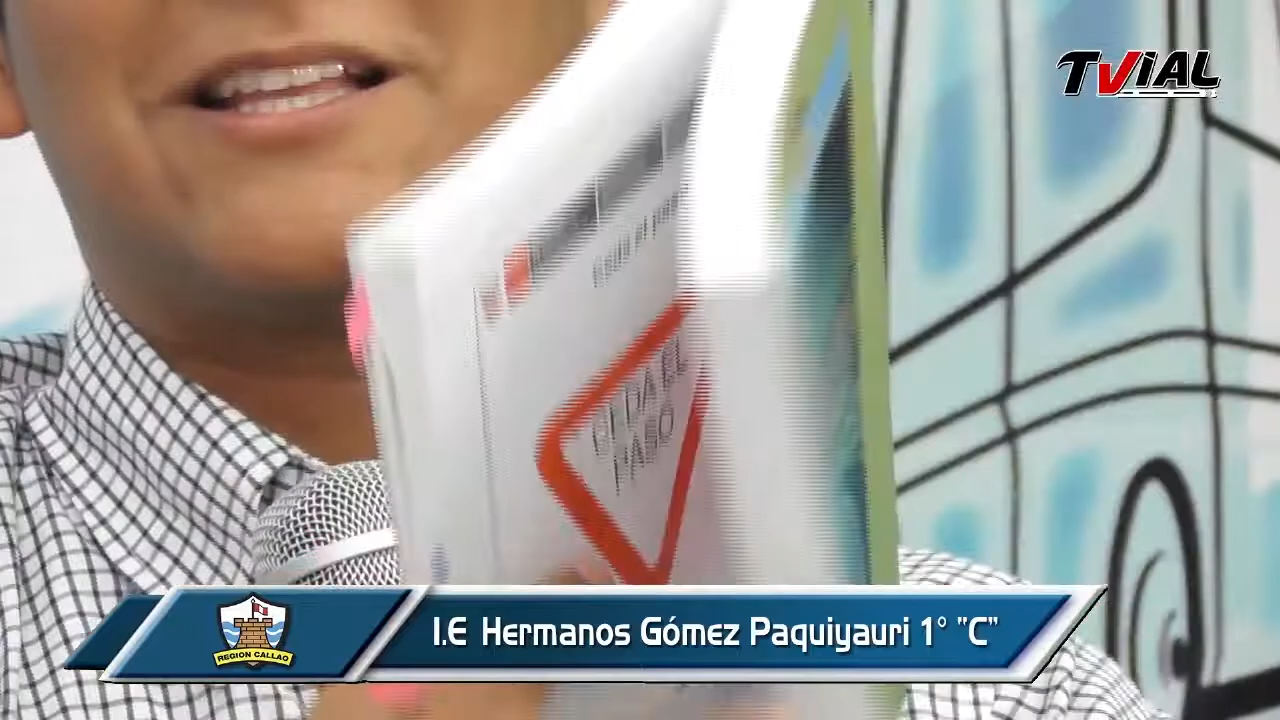 TViAL
CEDA EL
PASO
REGION CALLAO
I.E Hermanos Gómez Paquiyauri 1° "C"